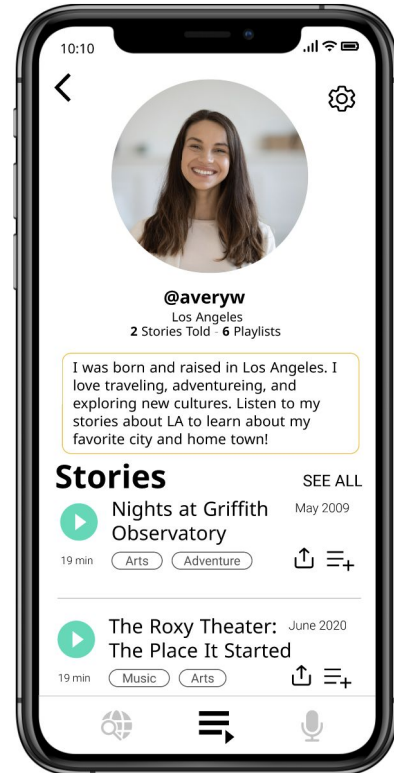 10:10
@averyw
Los Angeles
2 Stories Told - 6 Playlists
I was born and raised in Los Angeles. I
love traveling, adventureing, and
exploring new cultures. Listen to my
stories about LA to learn about my
favorite city and home town!
Stories
SEE ALL
Nights at Griffith
Observatory
May 2009
19 min
Arts
Adventure
The Roxy Theater:
The Place It Started
June 2020
19 min
Music
Arts